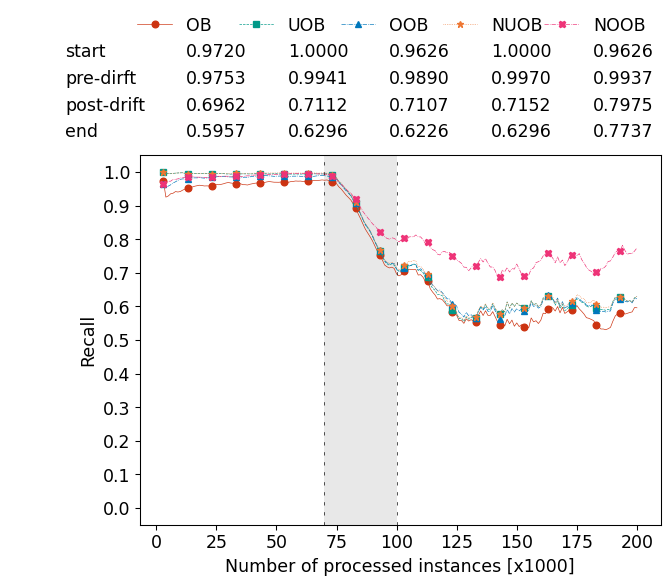 OB UOB OOB NUOB NOOB
start 0.9720 1.0000 0.9626 1.0000 0.9626
pre-dirft 0.9753 0.9941 0.9890 0.9970 0.9937
post-drift 0.6962 0.7112 0.7107 0.7152 0.7975
end 0.5957 0.6296 0.6226 0.6296 0.7737
1.0
0.9
0.8
0.7
0.6
0.5
0.4
0.3
0.2
0.1
0.0
Recall
0 25 50 75 100 125 150 175 200
Number of processed instances [x1000]